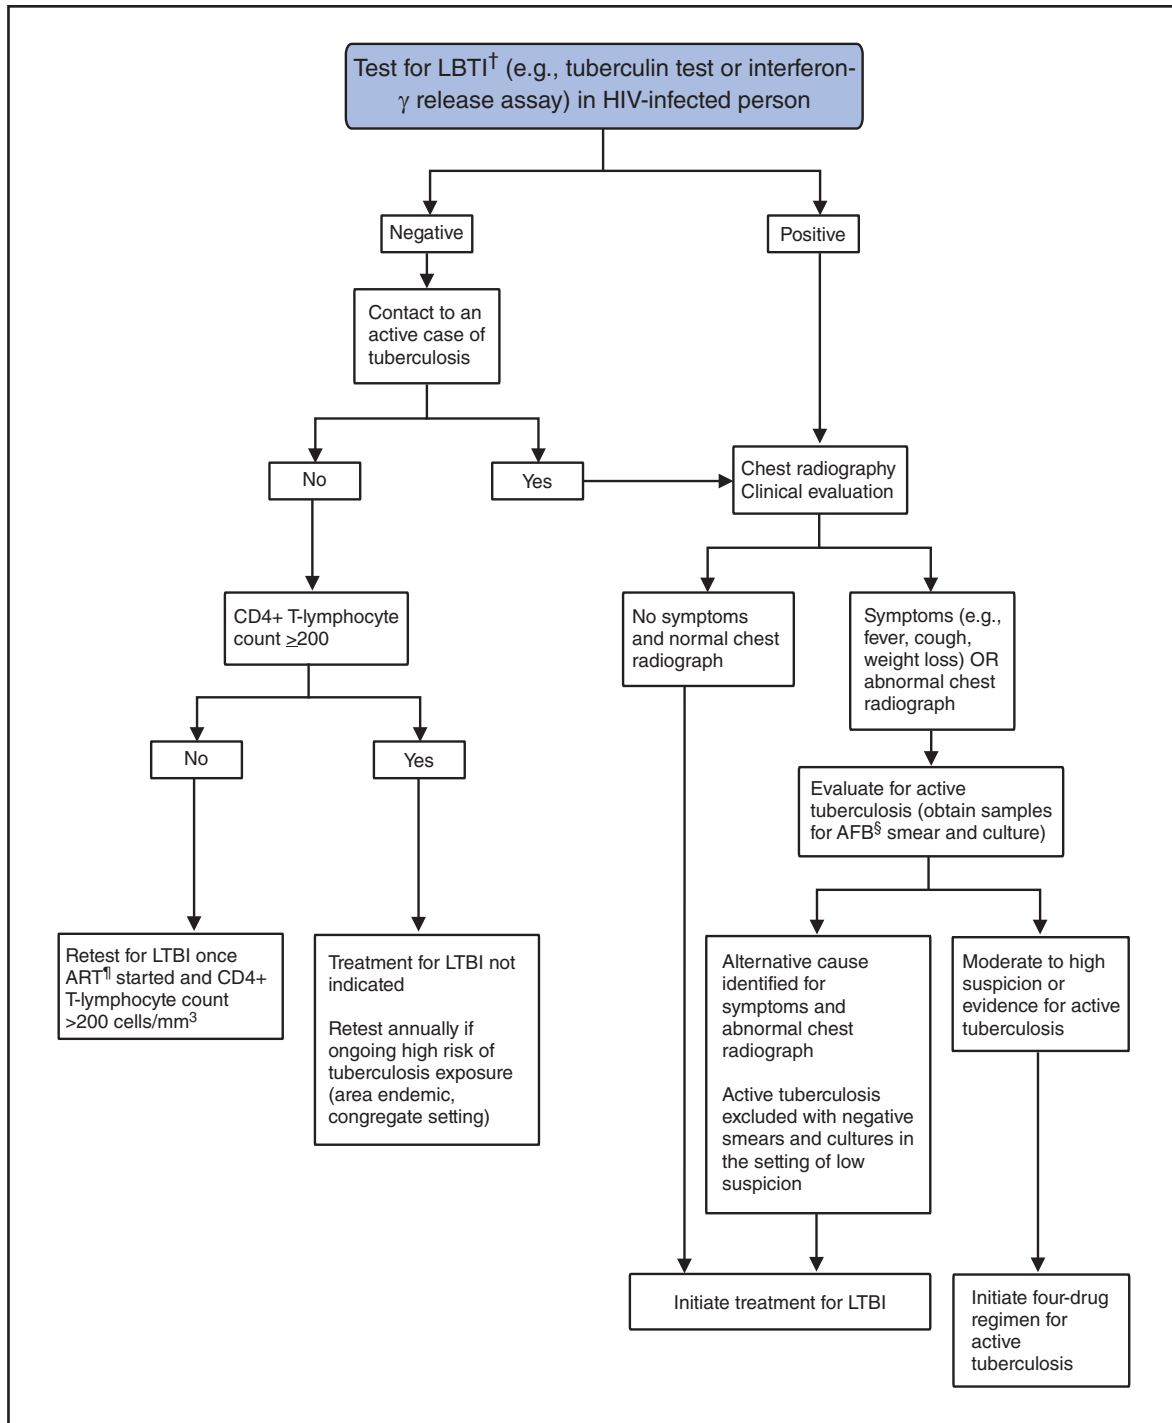 Test for LBTI† (e.g., tuberculin test or interferon-
γ release assay) in HIV-infected person
Negative
Positive
Contact to an
active case of
tuberculosis
No
Yes
Chest radiography
Clinical evaluation
CD4+ T-lymphocyte
count ≥200
No symptoms
and normal chest
radiograph
Symptoms (e.g.,
fever, cough,
weight loss) OR
abnormal chest
radiograph
No
Yes
Evaluate for active
tuberculosis (obtain samples
for AFB§ smear and culture)
Retest for LTBI once
ART¶ started and CD4+
T-lymphocyte count
>200 cells/mm3
Treatment for LTBI not
indicated
Retest annually if
ongoing high risk of
tuberculosis exposure
(area endemic,
congregate setting)
Alternative cause
identified for
symptoms and
abnormal chest
radiograph
Active tuberculosis
excluded with negative
smears and cultures in
the setting of low
suspicion
Moderate to high
suspicion or
evidence for active
tuberculosis
Initiate treatment for LTBI
Initiate four-drug
regimen for
active
tuberculosis